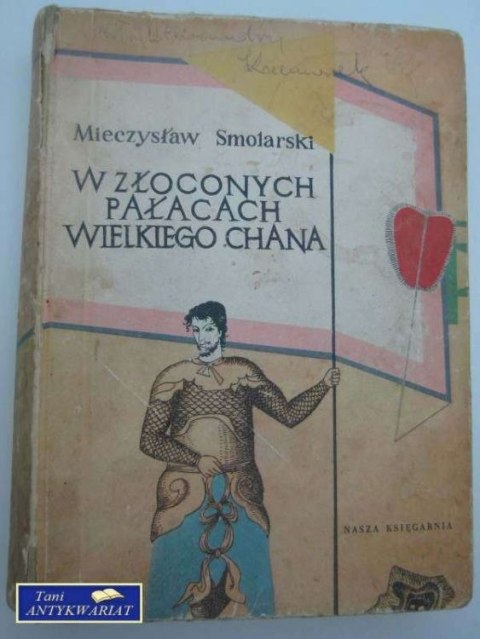 Mieczysław Smolarski
W ZŁOCONYCH
PAŁACACH
WIELKIEGO CHANA
NASZA KSIĘGARNIA
Tani
ANTYKWARIAT